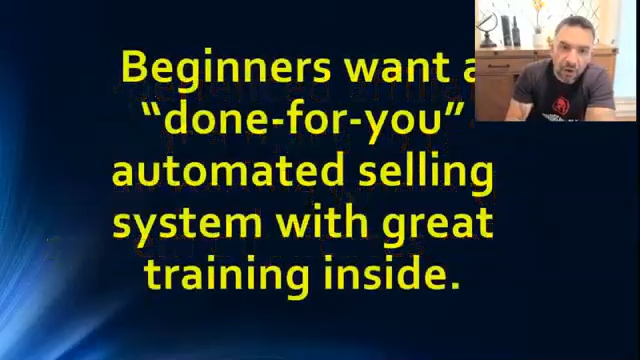 Beginners want a
“done-for-you”
automated selling
system with great
training inside.